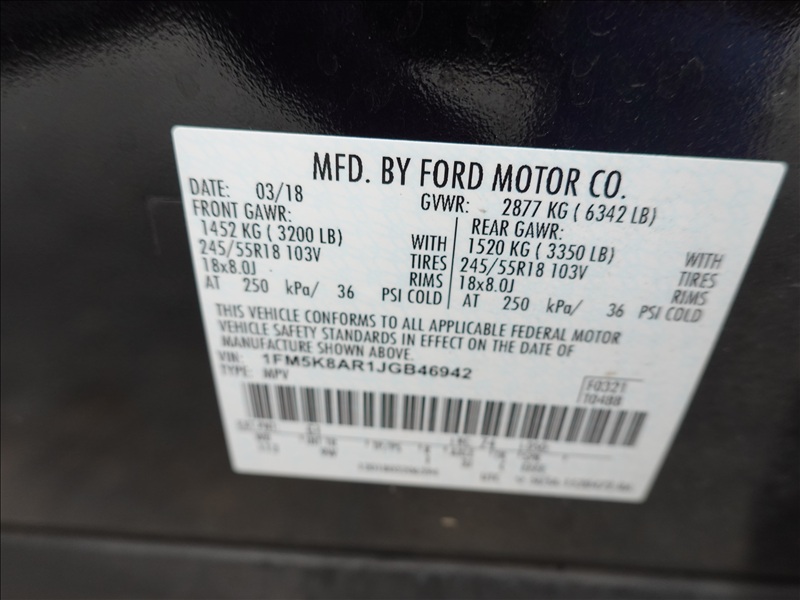 MFD. BY FORD MOTOR CO.
DATE: 03/18 GVWR: 2877 KG ( 6342 LB)
FRONT GAWR: REAR GAWR:
1452 KG ( 3200 LB) WITH 1520 KG ( 3350 LB) WITH
245/55R18 103V TIRES 245/55R18 103V TIRES
18x8.0J RIMS 18x8.0J RIMS
AT 250 kPa/ 36 PSI COLD AT 250 kPa/ 36 PSI COLD
THIS VEHICLE CONFORMS TO ALL APPLICABLE FEDERAL MOTOR
VEHICLE SAFETY STANDARDS IN EFFECT ON THE DATE OF
MANUFACTURE SHOWN ABOVE.
VIN: 1FM5K8AR1JGB46942
TYPE: MPV
F0321
10488